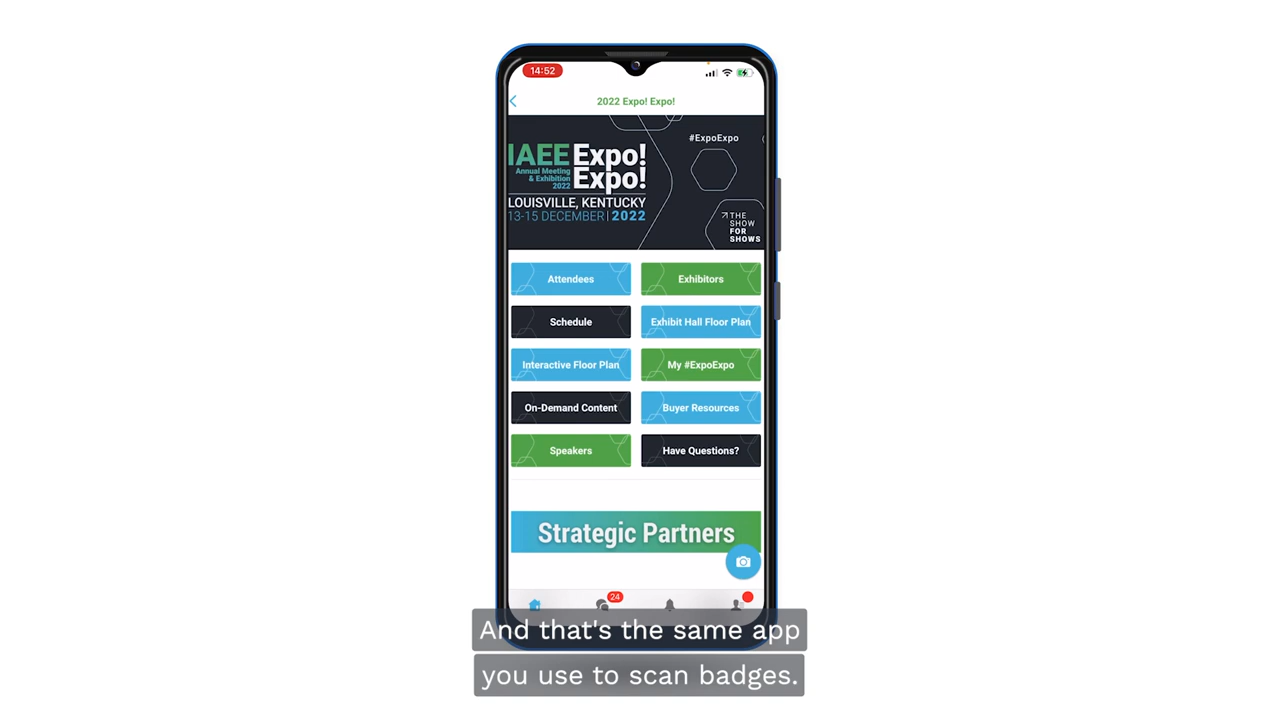 14:52
2022 Expo! Expo!
#ExpoExpo
IAEE Expo!
Annual Meeting
& Exhibition
2022
Expo!
LOUISVILLE, KENTUCKY
13-15 DECEMBER | 2022
THE
SHOW
FOR
SHOWS
Attendees
Exhibitors
Schedule
Exhibit Hall Floor Plan
Interactive Floor Plan
My #ExpoExpo
On-Demand Content
Buyer Resources
Speakers
Have Questions?
Strategic Partners
24
And that's the same app
you use to scan badges.